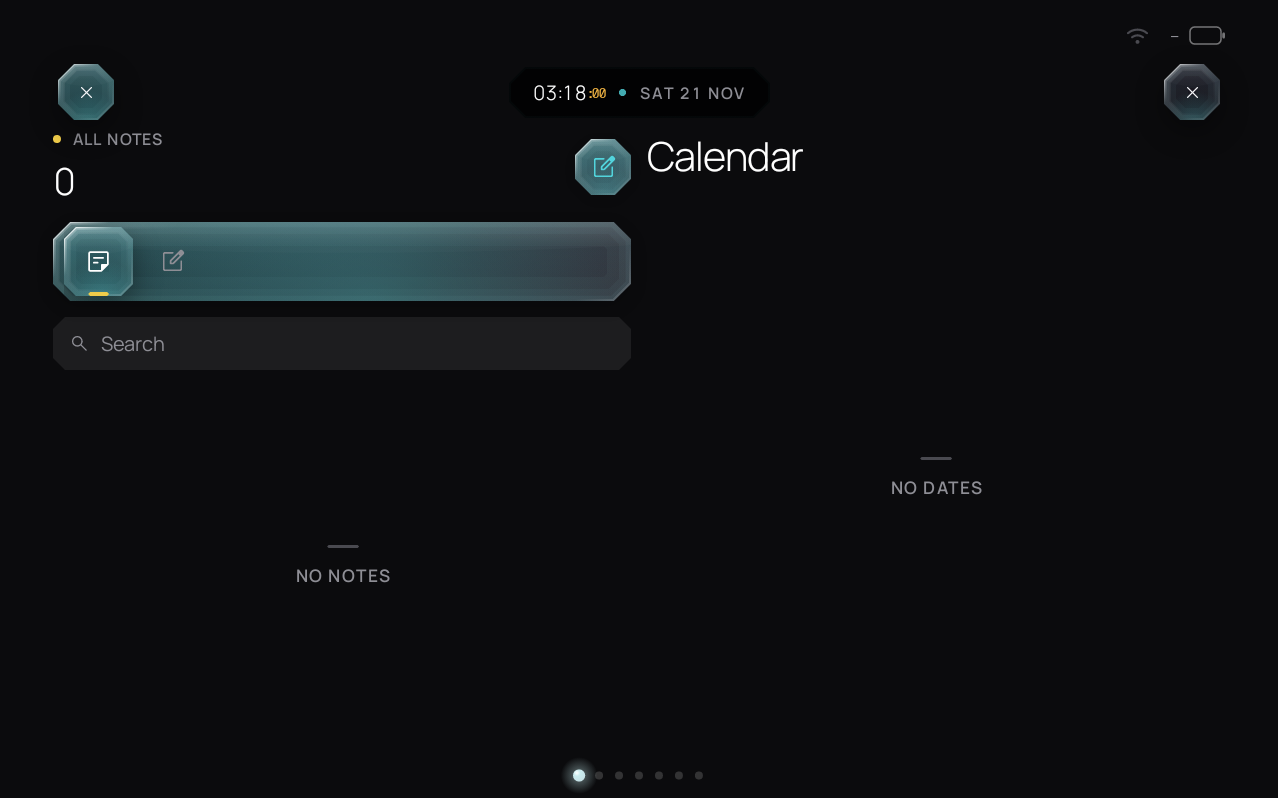 –
03:18:00 SAT 21 NOV
ALL NOTES
0
Calendar
Search
NO DATES
NO NOTES